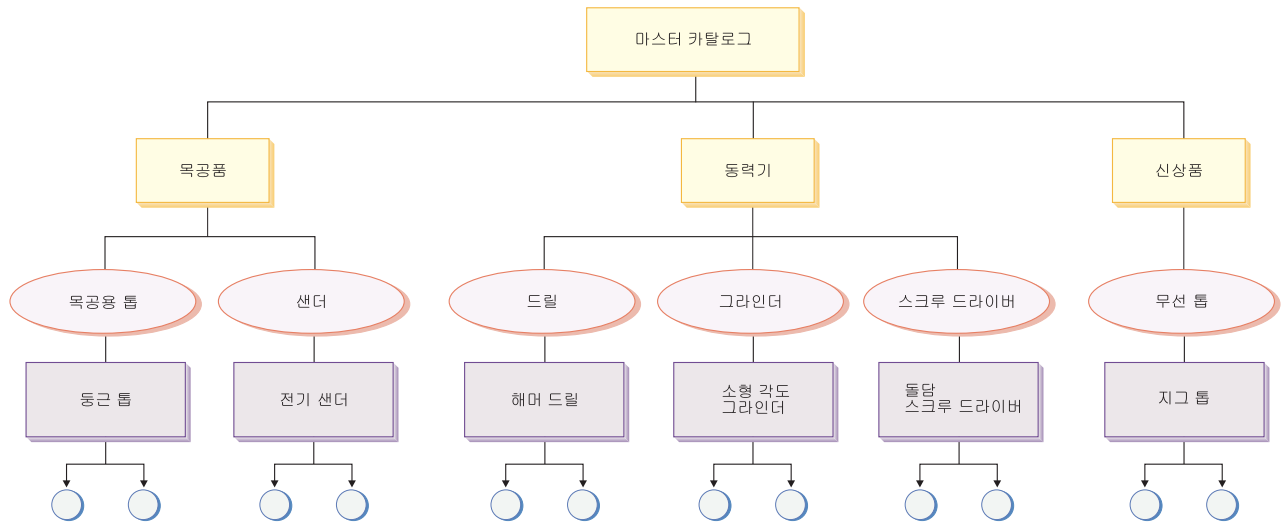 마스터 카탈로그
목공품
동력기
신상품
목공용 톱
샌더
드릴
그라인더
스크루 드라이버
무선 톱
둥근 톱
전기 샌더
해머 드릴
소형 각도
그라인더
돌담
스크루 드라이버
지그 톱